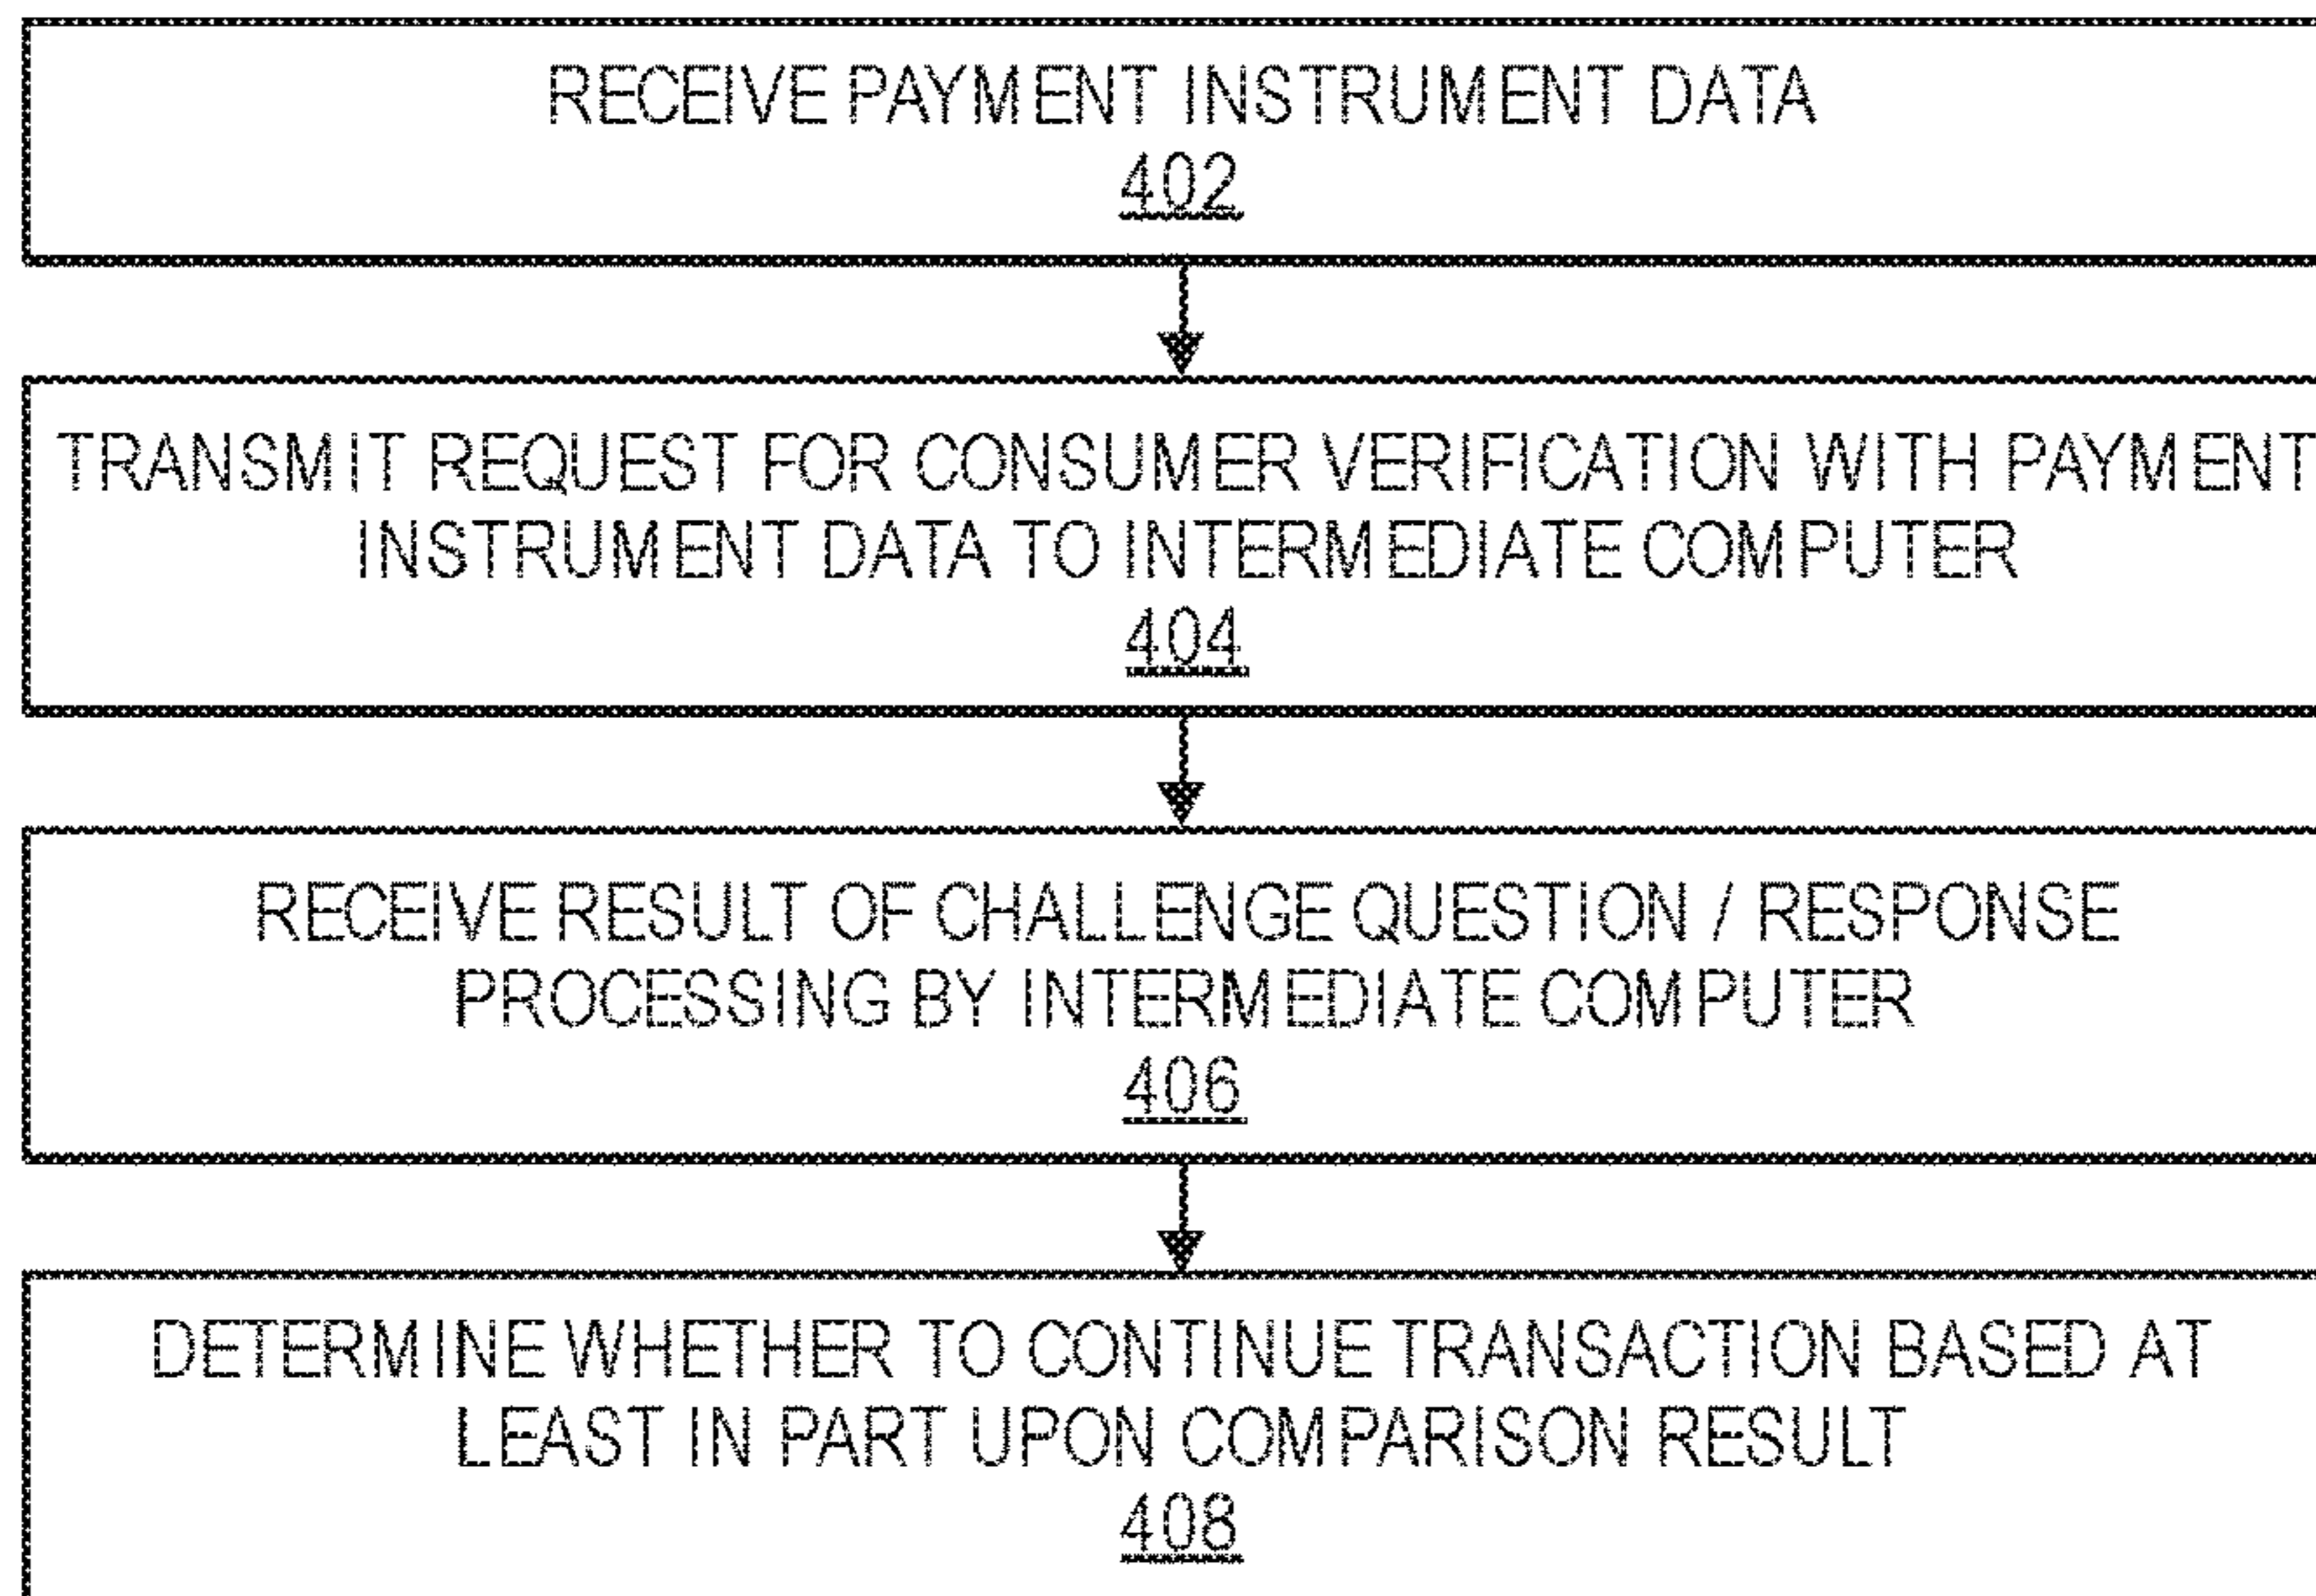 RECEIVE PAYMENT INSTRUMENT DATA
402
TRANSMIT REQUEST FOR CONSUMER VERIFICATION WITH PAYMENT
INSTRUMENT DATA TO INTERMEDIATE COMPUTER
404
RECEIVE RESULT OF CHALLENGE QUESTION / RESPONSE
PROCESSING BY INTERMEDIATE COMPUTER
406
DETERMINE WHETHER TO CONTINUE TRANSACTION BASED AT
LEAST IN PART UPON COMPARISON RESULT
408